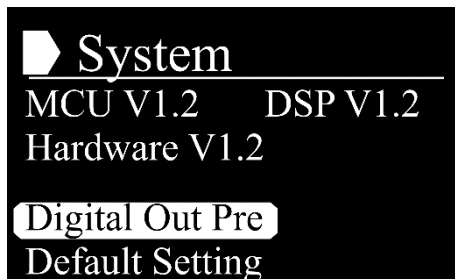 System
MCU V1.2 DSP V1.2
Hardware V1.2
Digital Out Pre
Default Setting